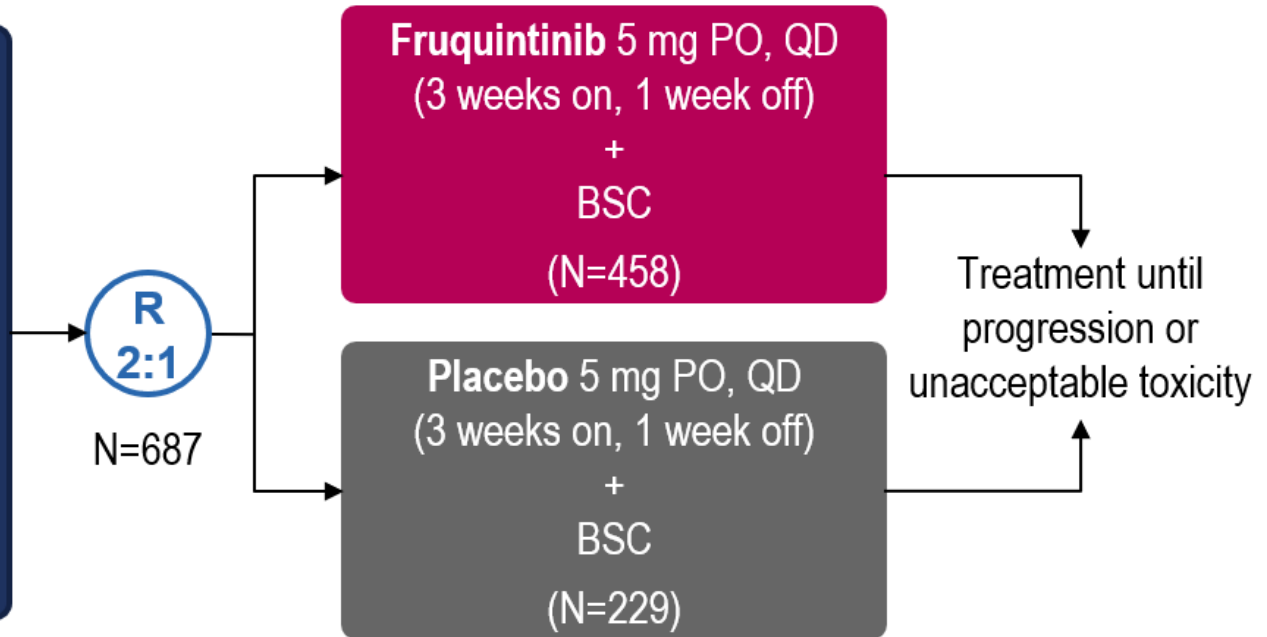 R
2:1
N=687
Fruquintinib 5 mg PO, QD
(3 weeks on, 1 week off)
+
BSC
(N=458)
Placebo 5 mg PO, QD
(3 weeks on, 1 week off)
+
BSC
(N=229)
Treatment until
progression or
unacceptable toxicity